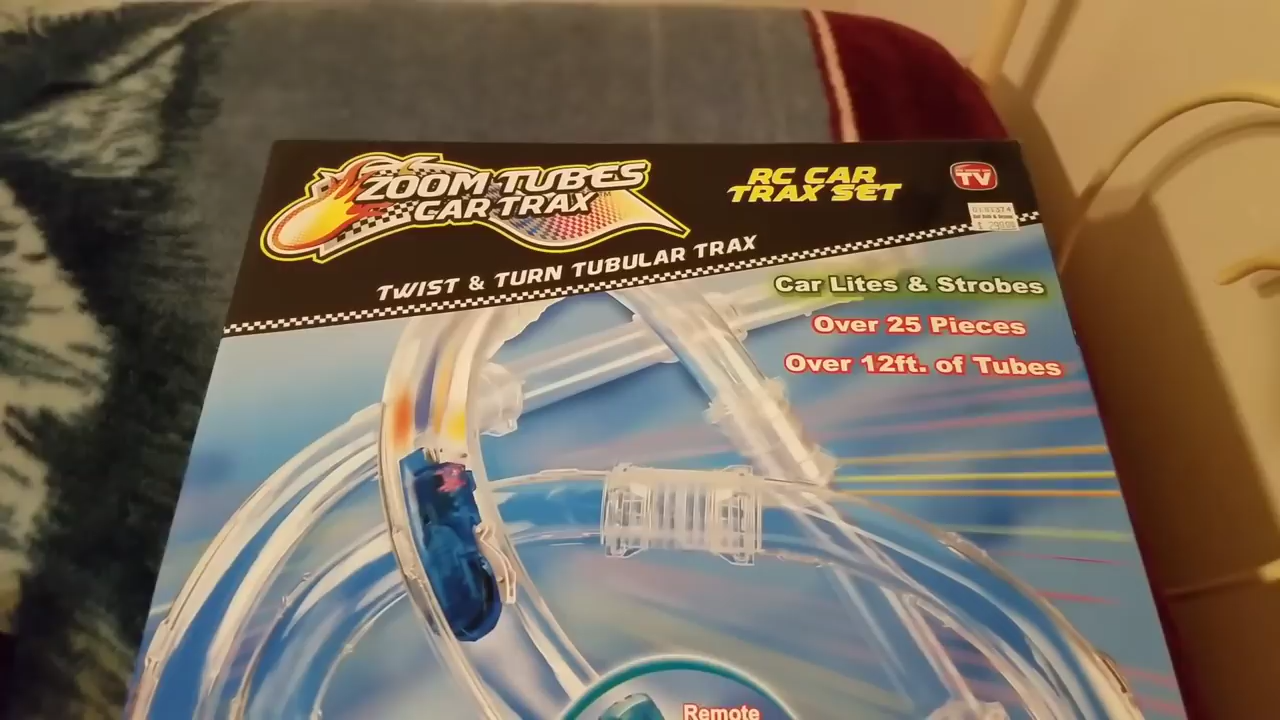 ZOOM TUBES
CAR TRAX™
RC CAR
TRAX SET
TV
TWIST & TURN TUBULAR TRAX
Car Lites & Strobes
Over 25 Pieces
Over 12ft. of Tubes
Remote